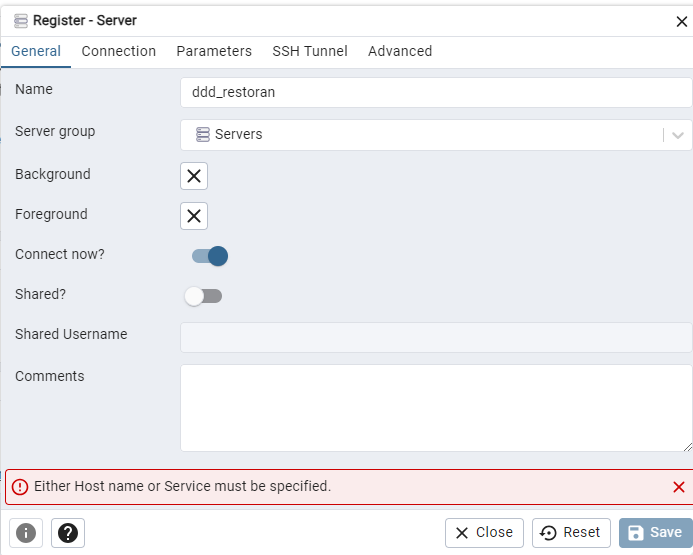 Register - Server
General Connection Parameters SSH Tunnel Advanced
Name ddd_restoran
Server group Servers
Background
Foreground
Connect now?
Shared?
Shared Username
Comments
Either Host name or Service must be specified.
Close Reset Save